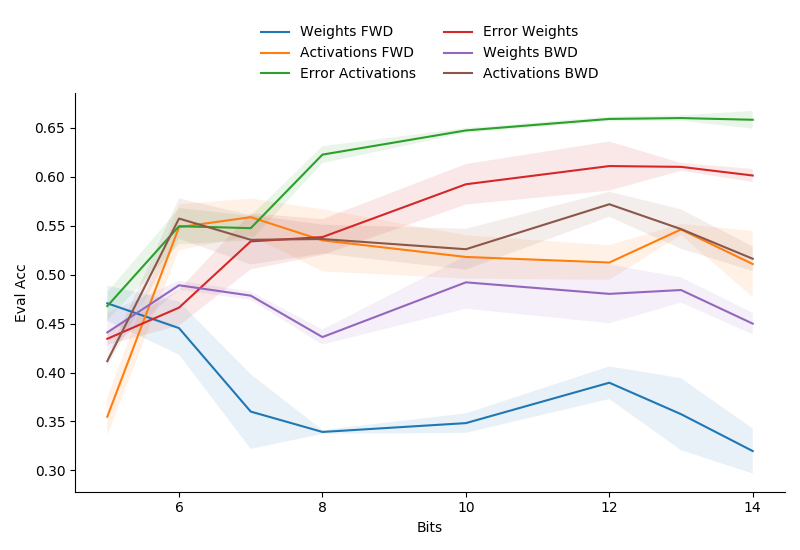 Weights FWD
Activations FWD
Error Activations
Error Weights
Weights BWD
Activations BWD
Eval Acc
0.65
0.60
0.55
0.50
0.45
0.40
0.35
0.30
6 8 10 12 14
Bits